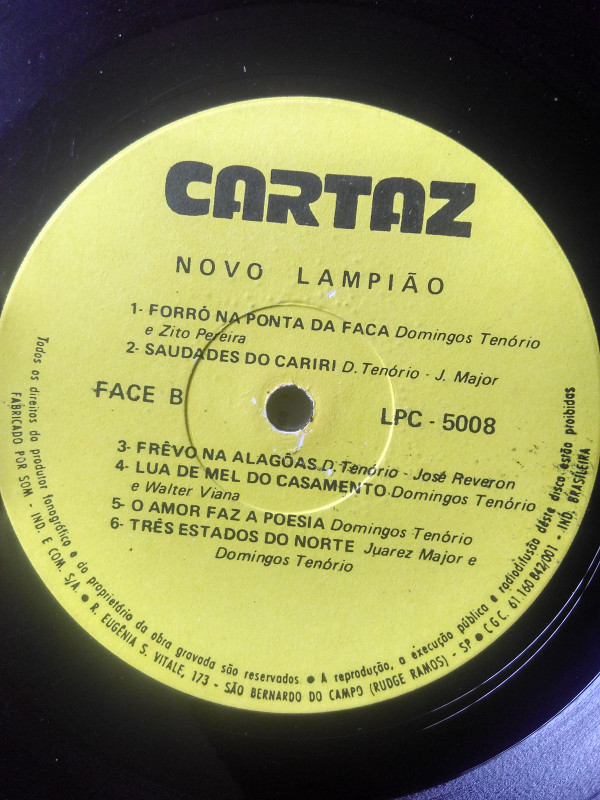 CARTAZ
NOVO LAMPIÃO
1- FORRÓ NA PONTA DA FACA Domingos Tenório
e Zito Pereira
2- SAUDADES DO CARIRI D. Tenório - J. Major
FACE B
LPC - 5008
3- FRÊVO NA ALAGÔAS D. Tenório - José Reveron
4- LUA DE MEL DO CASAMENTO Domingos Tenório
e Walter Viana
5- O AMOR FAZ A POESIA Domingos Tenório
6- TRÊS ESTADOS DO NORTE Juarez Major e
Domingos Tenório
Todos os direitos do produtor fonográfico e do proprietário da obra gravada são reservados ● A reprodução, a execução pública e radiodifusão dêste disco estão proibidas
FABRICADO POR SOM - IND. E COM. S/A. ● R. EUGÊNIA S. VITALE, 173 - SÃO BERNARDO DO CAMPO (RUDGE RAMOS) - SP ● C G C. 61.160 842/001 - IND. BRASILEIRA